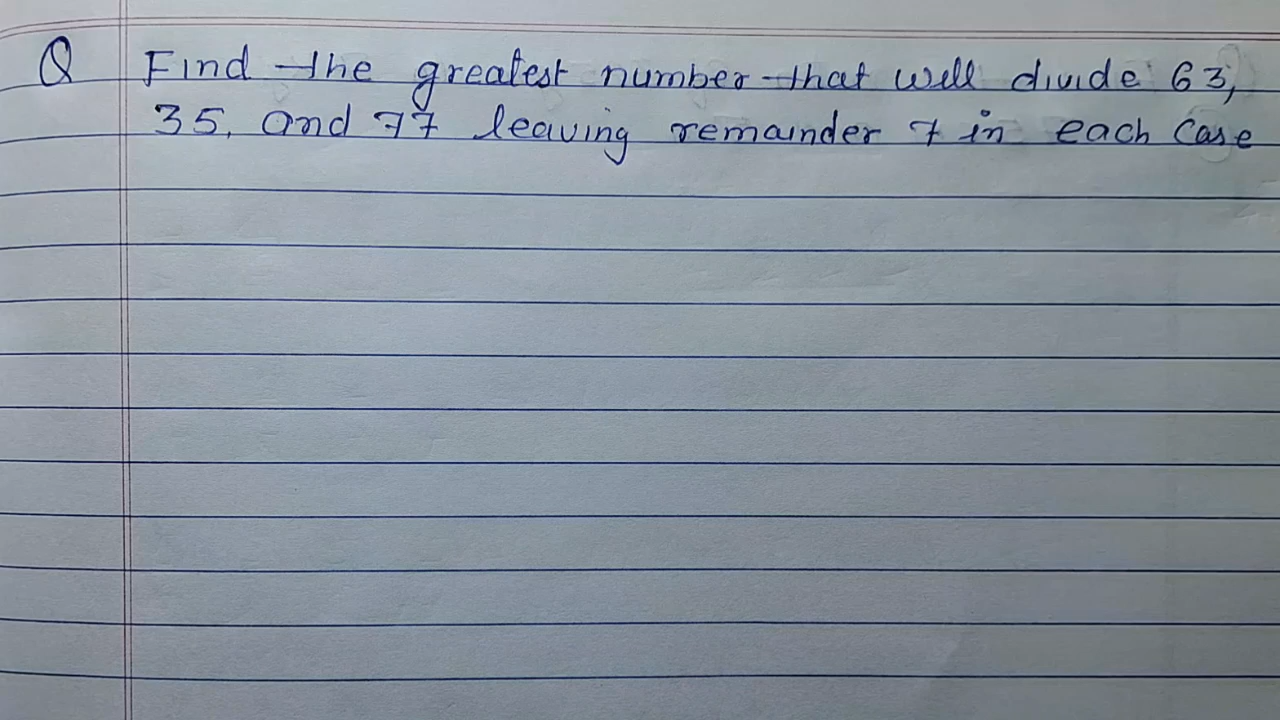 Q Find the greatest number that will divide 63,
35, and 77 leaving remainder 7 in each case